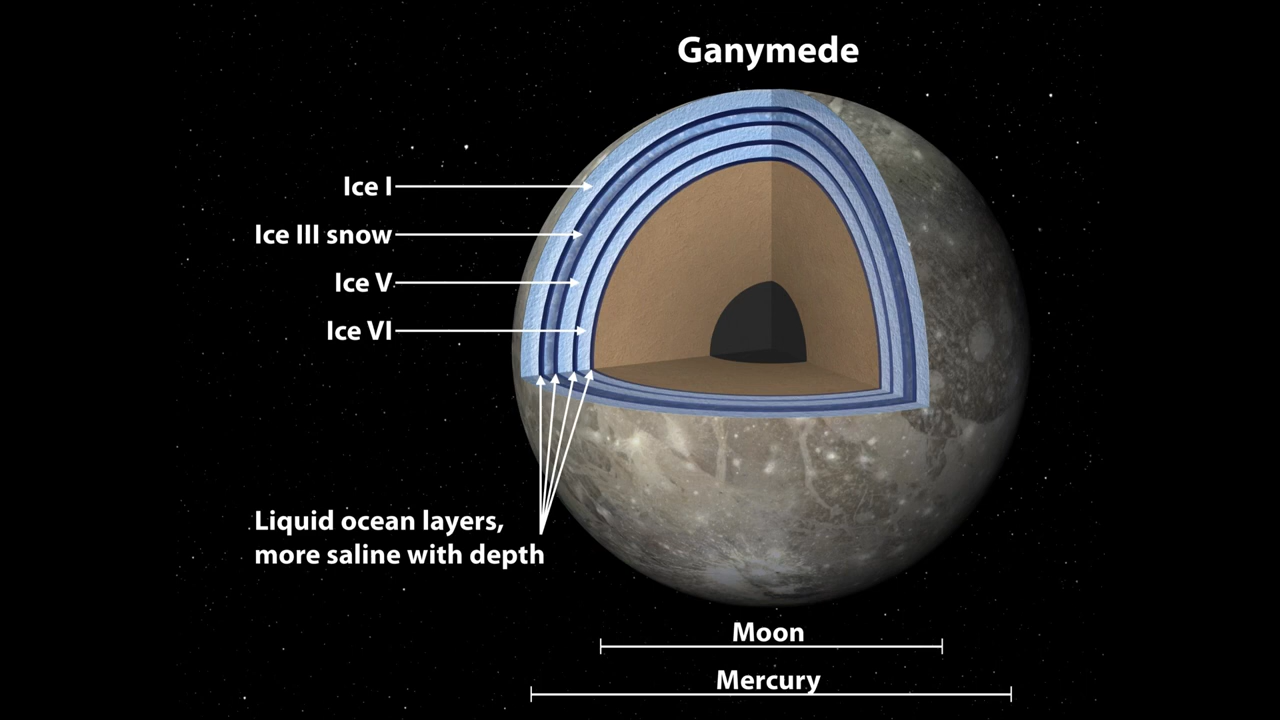 Ganymede
Ice I
Ice III snow
Ice V
Ice VI
Liquid ocean layers,
more saline with depth
Moon
Mercury